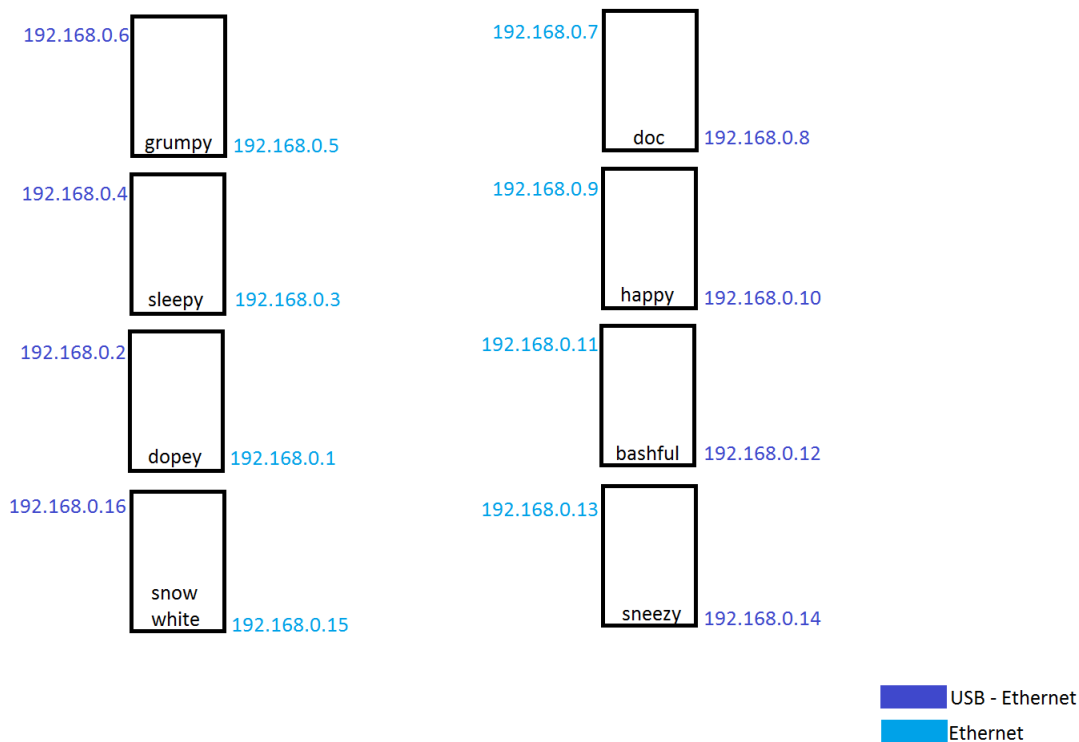 192.168.0.6
grumpy
192.168.0.5
192.168.0.4
sleepy
192.168.0.3
192.168.0.2
dopey
192.168.0.1
192.168.0.16
snow
white
192.168.0.15
192.168.0.7
doc
192.168.0.8
192.168.0.9
happy
192.168.0.10
192.168.0.11
bashful
192.168.0.12
192.168.0.13
sneezy
192.168.0.14
USB - Ethernet
Ethernet